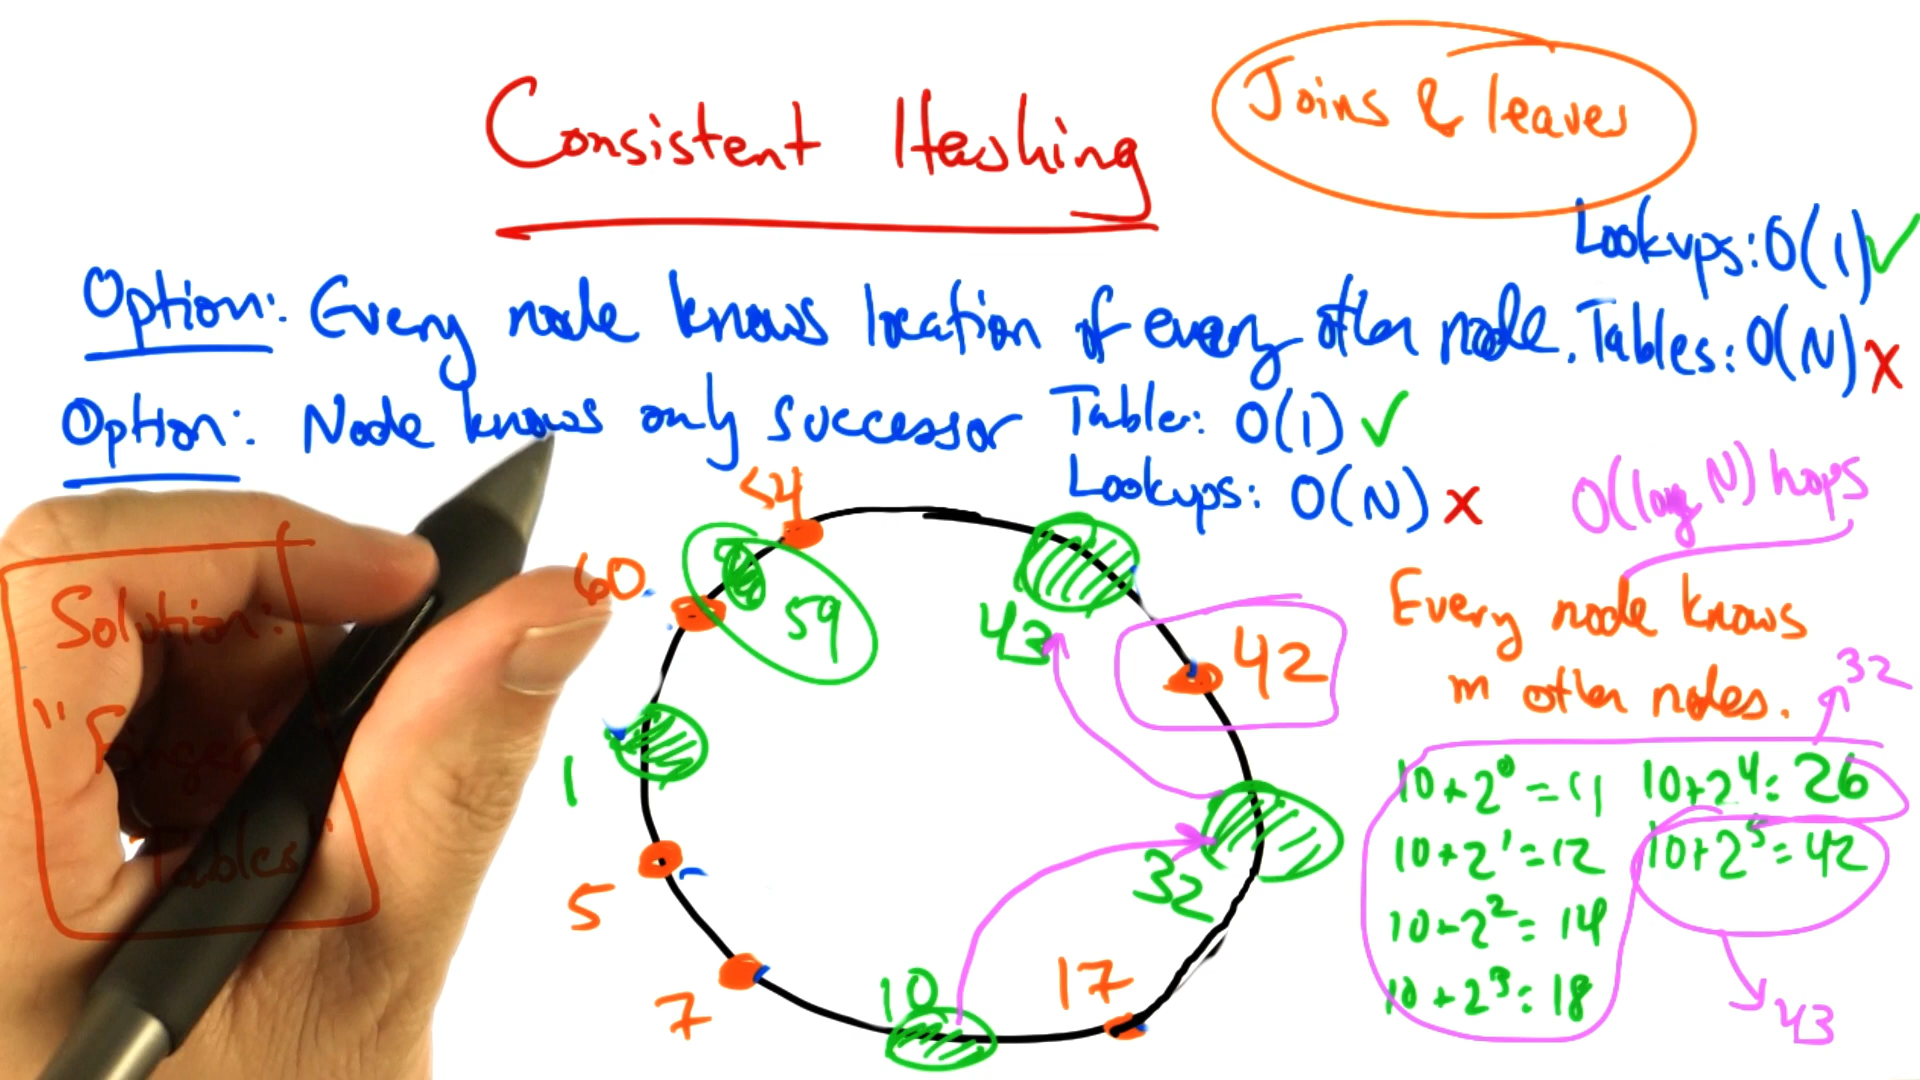 Consistent Hashing
Joins & leaves
Lookups: O(1) ✓
Option: Every node knows location of every other node. Tables: O(N) X
Option: Node knows only successor Table: O(1) ✓
Lookups: O(N) X
O(log N) hops
54
60
59
43
42
1
5
7
10
17
32
Solution:
"Finger
Tables"
Every node knows
m other nodes.
32
10+2⁰=11 10+2⁴=26
10+2¹=12 10+2⁵=42
10+2²=14
10+2³=18
43